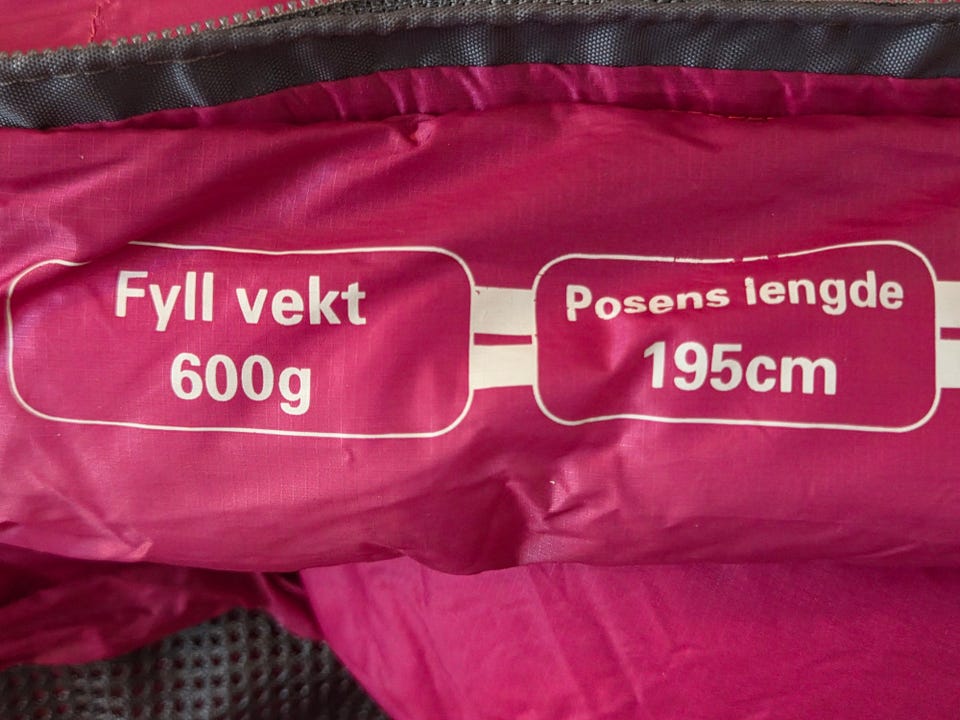 Fyll vekt
600g
Posens lengde
195cm